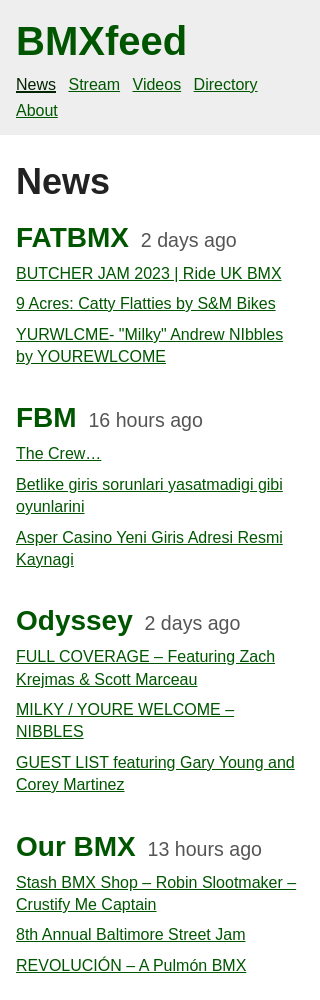 BMXfeed
News Stream Videos Directory
About
News
FATBMX 2 days ago
BUTCHER JAM 2023 | Ride UK BMX
9 Acres: Catty Flatties by S&M Bikes
YURWLCME- "Milky" Andrew NIbbles
by YOUREWLCOME
FBM 16 hours ago
The Crew…
Betlike giris sorunlari yasatmadigi gibi
oyunlarini
Asper Casino Yeni Giris Adresi Resmi
Kaynagi
Odyssey 2 days ago
FULL COVERAGE – Featuring Zach
Krejmas & Scott Marceau
MILKY / YOURE WELCOME –
NIBBLES
GUEST LIST featuring Gary Young and
Corey Martinez
Our BMX 13 hours ago
Stash BMX Shop – Robin Slootmaker –
Crustify Me Captain
8th Annual Baltimore Street Jam
REVOLUCIÓN – A Pulmón BMX